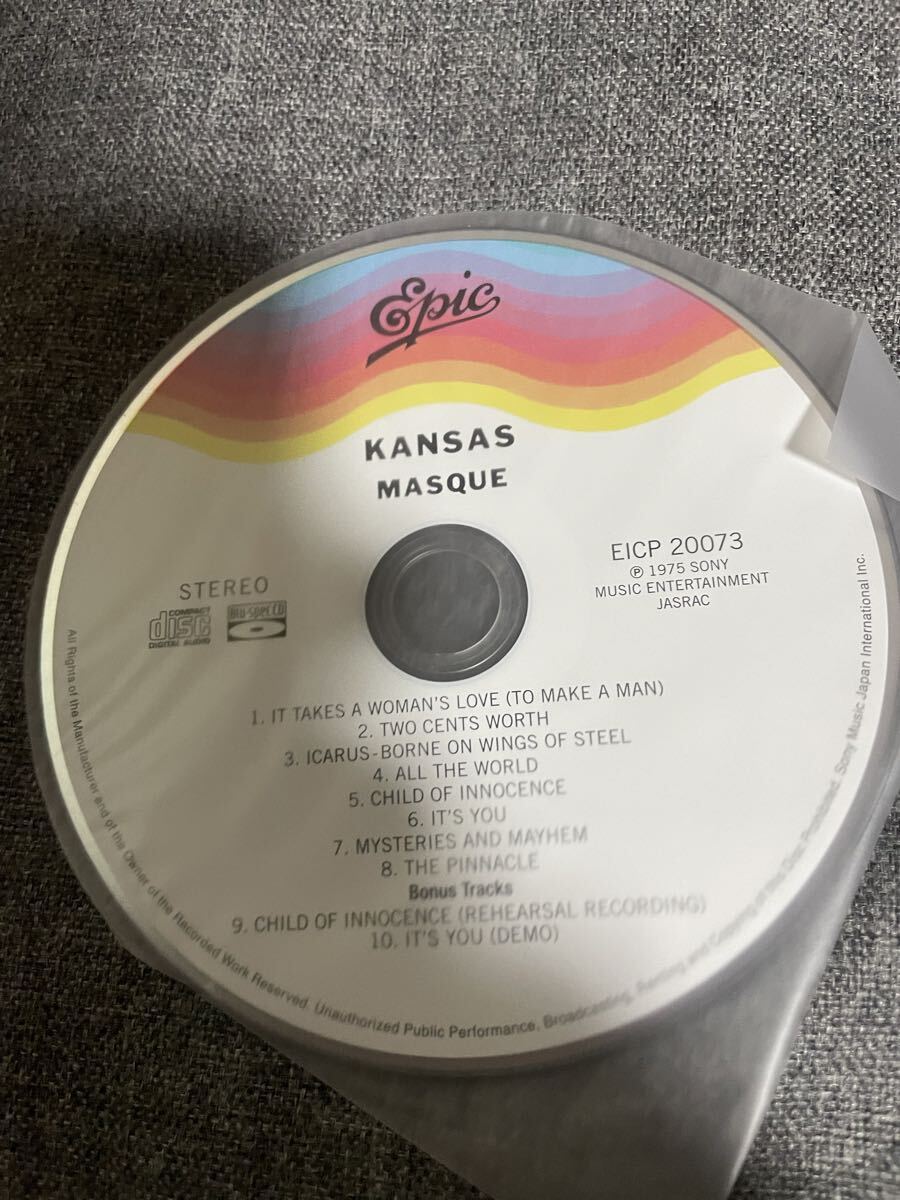 Epic
KANSAS
MASQUE
STEREO
COMPACT
disc
DIGITAL AUDIO
Blu-spec CD
EICP 20073
℗ 1975 SONY
MUSIC ENTERTAINMENT
JASRAC
1. IT TAKES A WOMAN'S LOVE (TO MAKE A MAN)
2. TWO CENTS WORTH
3. ICARUS-BORNE ON WINGS OF STEEL
4. ALL THE WORLD
5. CHILD OF INNOCENCE
6. IT'S YOU
7. MYSTERIES AND MAYHEM
8. THE PINNACLE
Bonus Tracks
9. CHILD OF INNOCENCE (REHEARSAL RECORDING)
10. IT'S YOU (DEMO)
All Rights of the Manufacturer and of the Owner of the Recorded Work Reserved. Unauthorized Public Performance, Broadcasting, Renting and Copying of this Disc Prohibited. Sony Music Japan International Inc.